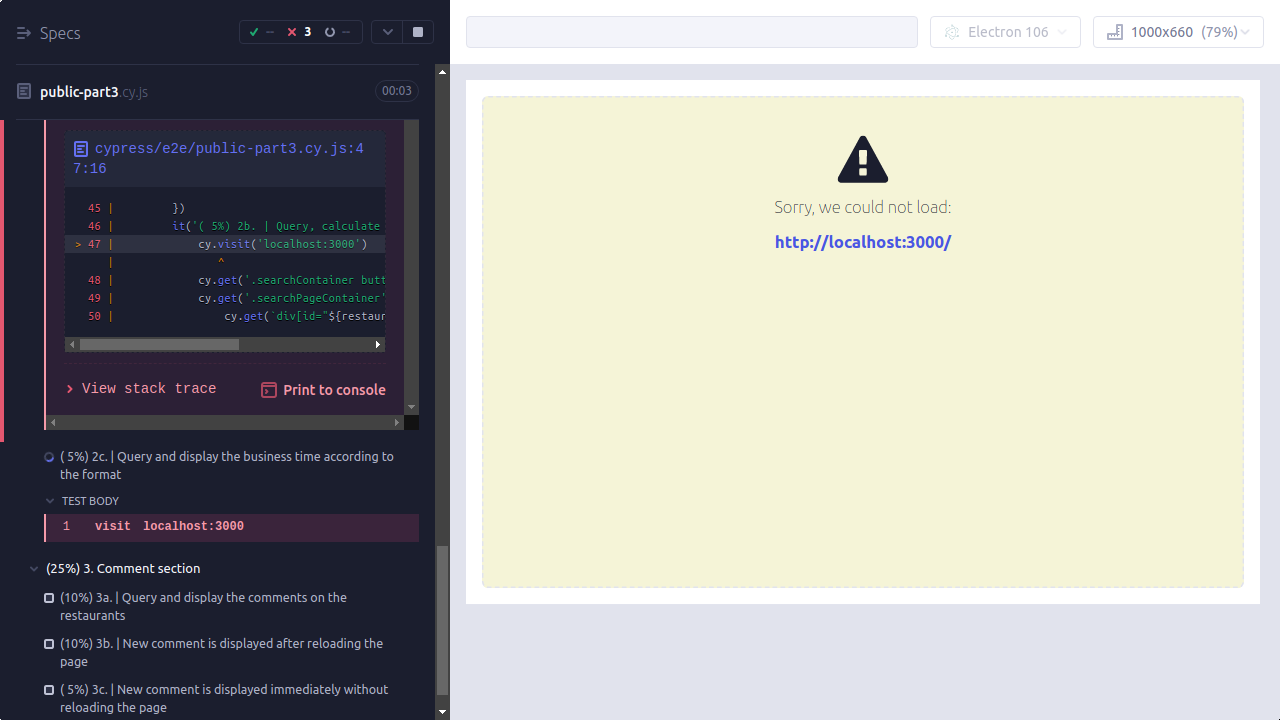 Specs
-- 3 --
public-part3.cy.js
00:03
cypress/e2e/public-part3.cy.js:4
7:16
45 | })
46 | it('( 5%) 2b. | Query, calculate
> 47 | cy.visit('localhost:3000')
| ^
48 | cy.get('.searchContainer butt
49 | cy.get('.searchPageContainer'
50 | cy.get(`div[id="${restaur
View stack trace
Print to console
( 5%) 2c. | Query and display the business time according to
the format
TEST BODY
1 visit localhost:3000
(25%) 3. Comment section
(10%) 3a. | Query and display the comments on the
restaurants
(10%) 3b. | New comment is displayed after reloading the
page
( 5%) 3c. | New comment is displayed immediately without
reloading the page
Electron 106
1000x660 (79%)
Sorry, we could not load:
http://localhost:3000/